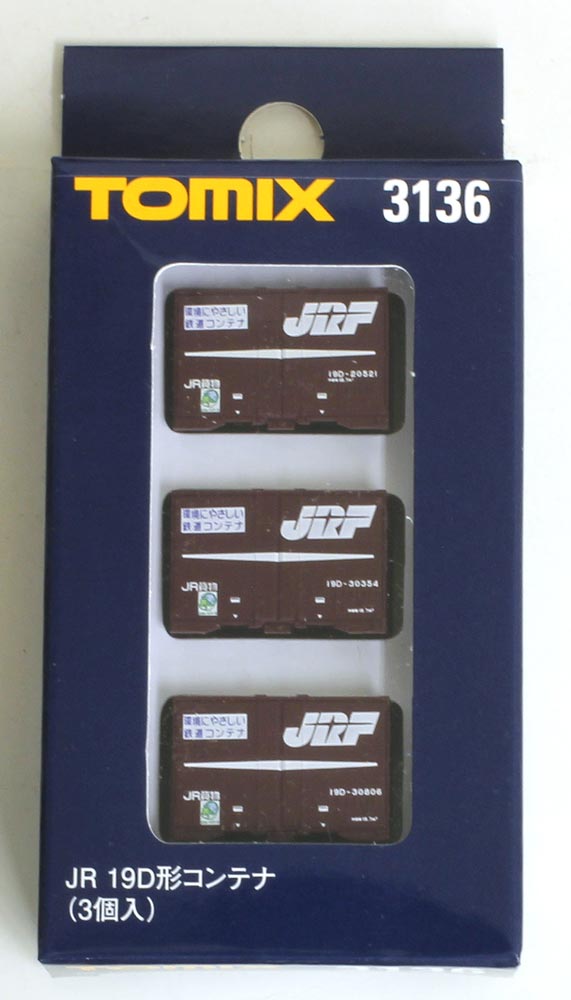 TOMIX 3136
環境にやさしい
鉄道コンテナ
JRF
19D-20521
JR貨物
環境にやさしい
鉄道コンテナ
JRF
19D-30354
JR貨物
環境にやさしい
鉄道コンテナ
JRF
19D-30806
JR貨物
JR 19D形コンテナ
(3個入)